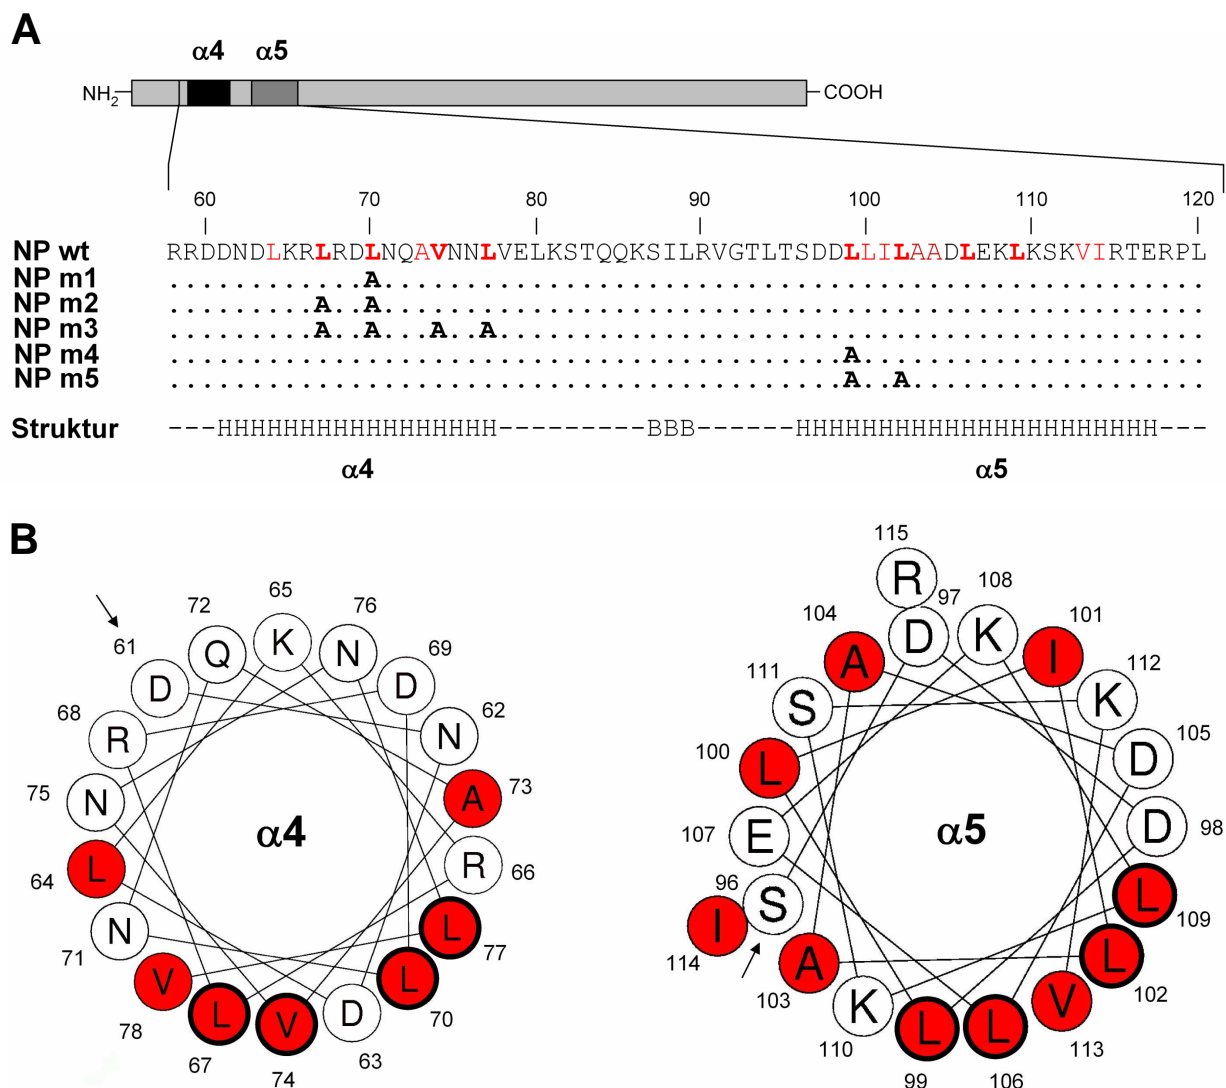 A
α4 α5
NH2 COOH
60 70 80 90 100 110 120
NP wt RRDDNDLKRLRDLNQAVNNLVELKSTQQKSILRVGTLTSDDLLILAADLEKLKSKVIRTERPL
NP m1 ............A..................................................
NP m2 .........A..A..................................................
NP m3 .........A..A...A..A...........................................
NP m4 .........................................A.....................
NP m5 .........................................A..A..................
Struktur ---HHHHHHHHHHHHHHHHH---------BBB------HHHHHHHHHHHHHHHHHHHHHH---
α4 α5
B
α4
61 D
72 Q
65 K
76 N
69 D
62 N
73 A
66 R
77 L
70 L
63 D
74 V
67 L
78 V
71 N
64 L
75 N
68 R
α5
115 R
97 D
108 K
101 I
112 K
105 D
98 D
109 L
102 L
113 V
106 L
99 L
110 K
103 A
96 S
114 I
107 E
100 L
111 S
104 A